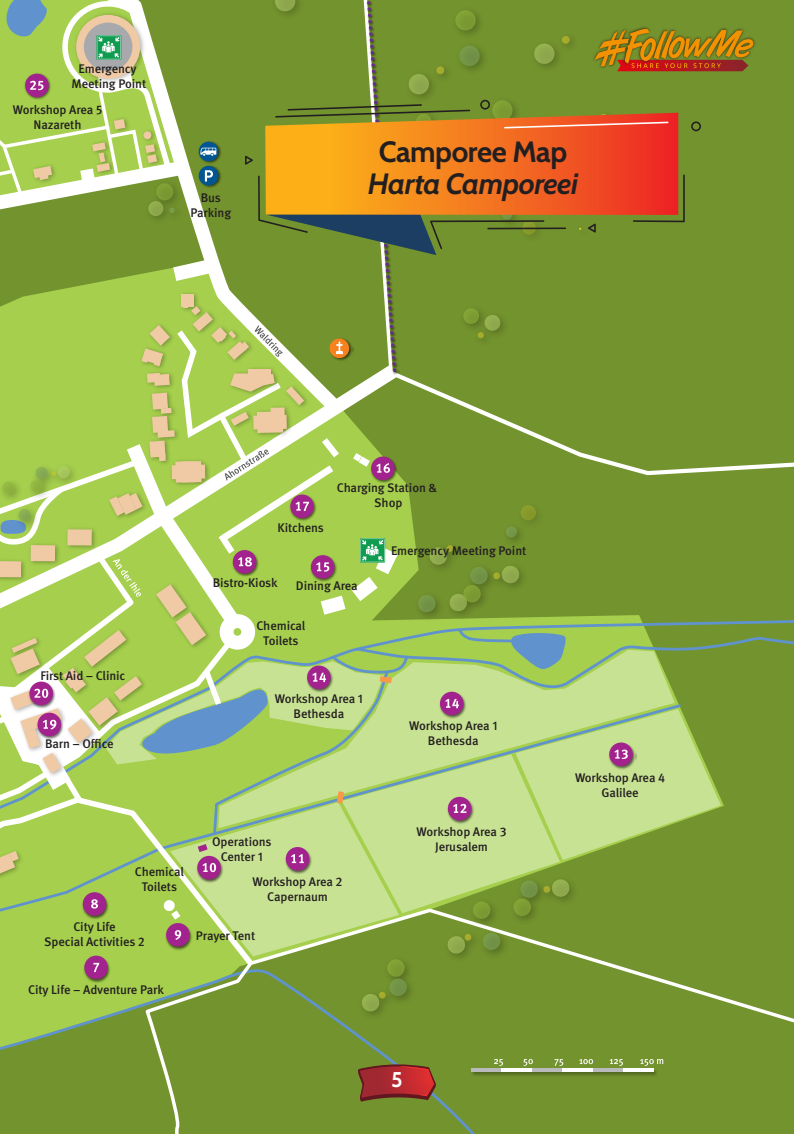 #FollowMe
SHARE YOUR STORY
Emergency
Meeting Point
25
Workshop Area 5
Nazareth
P
Bus
Parking
Camporee Map
Harta Camporeei
Waldring
Ahornstraße
16
Charging Station &
Shop
17
Kitchens
Emergency Meeting Point
18
Bistro-Kiosk
15
Dining Area
An der Ihle
Chemical
Toilets
First Aid – Clinic
20
19
Barn – Office
14
Workshop Area 1
Bethesda
14
Workshop Area 1
Bethesda
13
Workshop Area 4
Galilee
12
Workshop Area 3
Jerusalem
Operations
Center 1
10
11
Workshop Area 2
Capernaum
Chemical
Toilets
8
City Life
Special Activities 2
9
Prayer Tent
7
City Life – Adventure Park
25 50 75 100 125 150 m
5